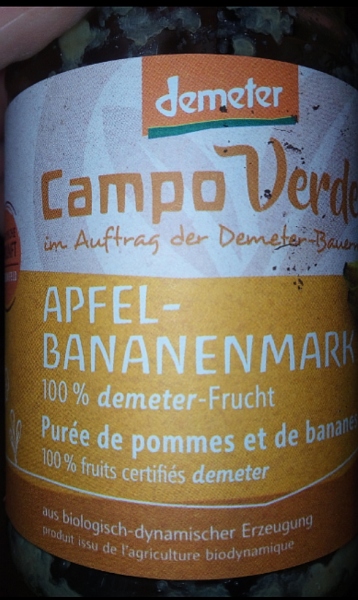 demeter
Campo Verde
im Auftrag der Demeter-Bauern
APFEL-
BANANENMARK
100 % demeter-Frucht
Purée de pommes et de bananes
100 % fruits certifiés demeter
aus biologisch-dynamischer Erzeugung
produit issu de l'agriculture biodynamique